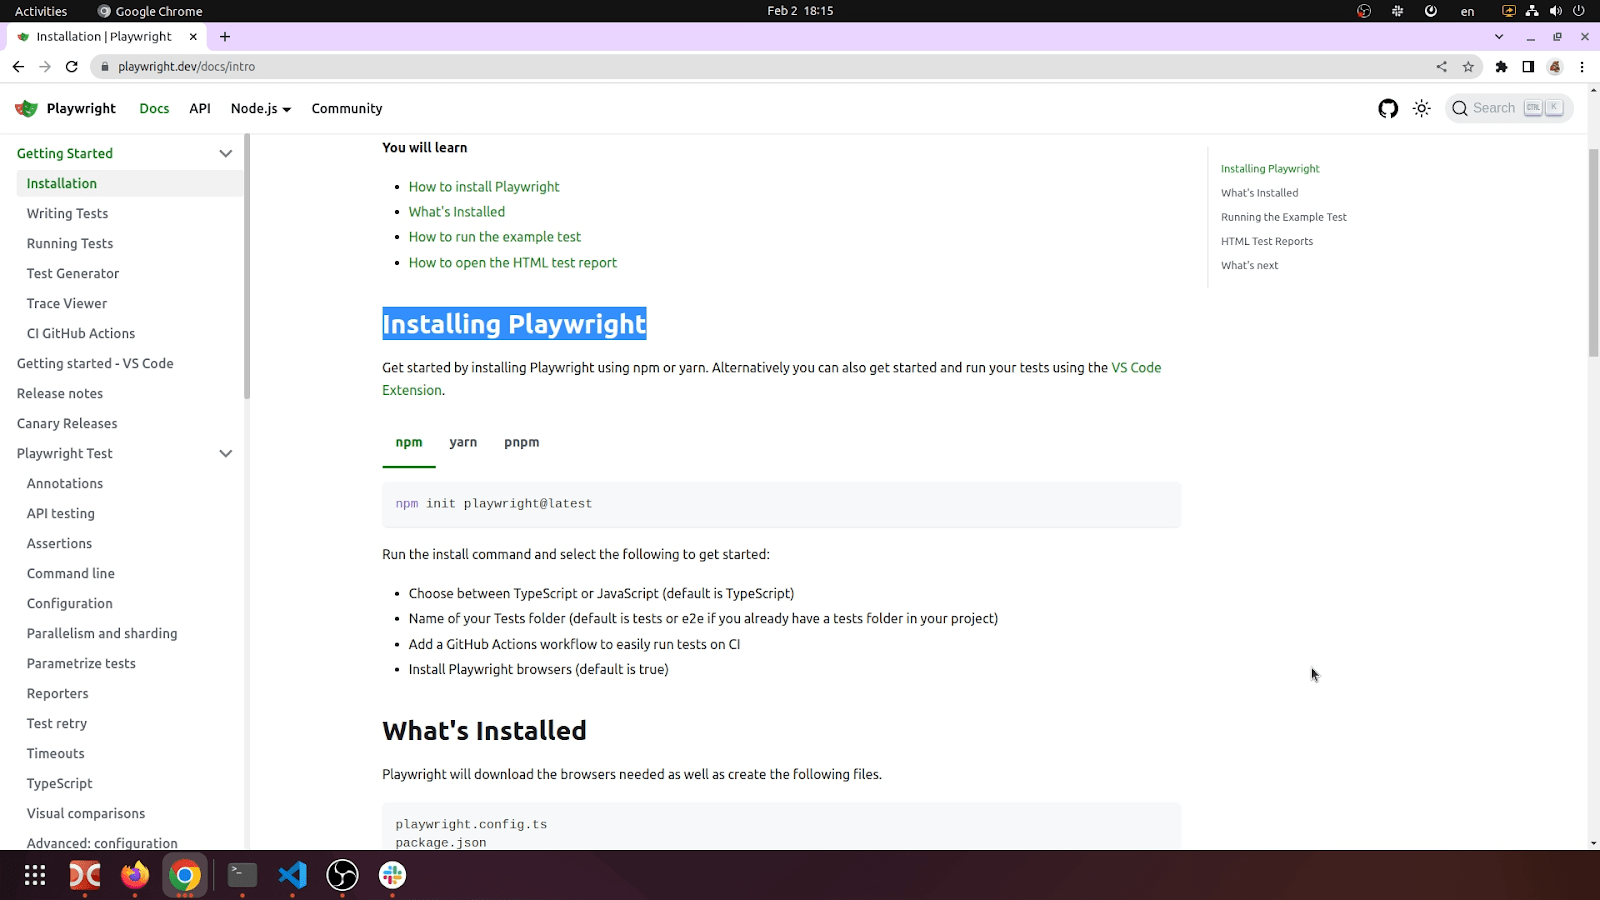 Activities Google Chrome Feb 2 18:15 en
Installation | Playwright
playwright.dev/docs/intro
Playwright Docs API Node.js Community Search CTRL K
Getting Started
Installation
Writing Tests
Running Tests
Test Generator
Trace Viewer
CI GitHub Actions
Getting started - VS Code
Release notes
Canary Releases
Playwright Test
Annotations
API testing
Assertions
Command line
Configuration
Parallelism and sharding
Parametrize tests
Reporters
Test retry
Timeouts
TypeScript
Visual comparisons
Advanced: configuration
You will learn
How to install Playwright
What's Installed
How to run the example test
How to open the HTML test report
Installing Playwright
Get started by installing Playwright using npm or yarn. Alternatively you can also get started and run your tests using the VS Code
Extension.
npm yarn pnpm
npm init playwright@latest
Run the install command and select the following to get started:
Choose between TypeScript or JavaScript (default is TypeScript)
Name of your Tests folder (default is tests or e2e if you already have a tests folder in your project)
Add a GitHub Actions workflow to easily run tests on CI
Install Playwright browsers (default is true)
What's Installed
Playwright will download the browsers needed as well as create the following files.
playwright.config.ts
package.json
Installing Playwright
What's Installed
Running the Example Test
HTML Test Reports
What's next